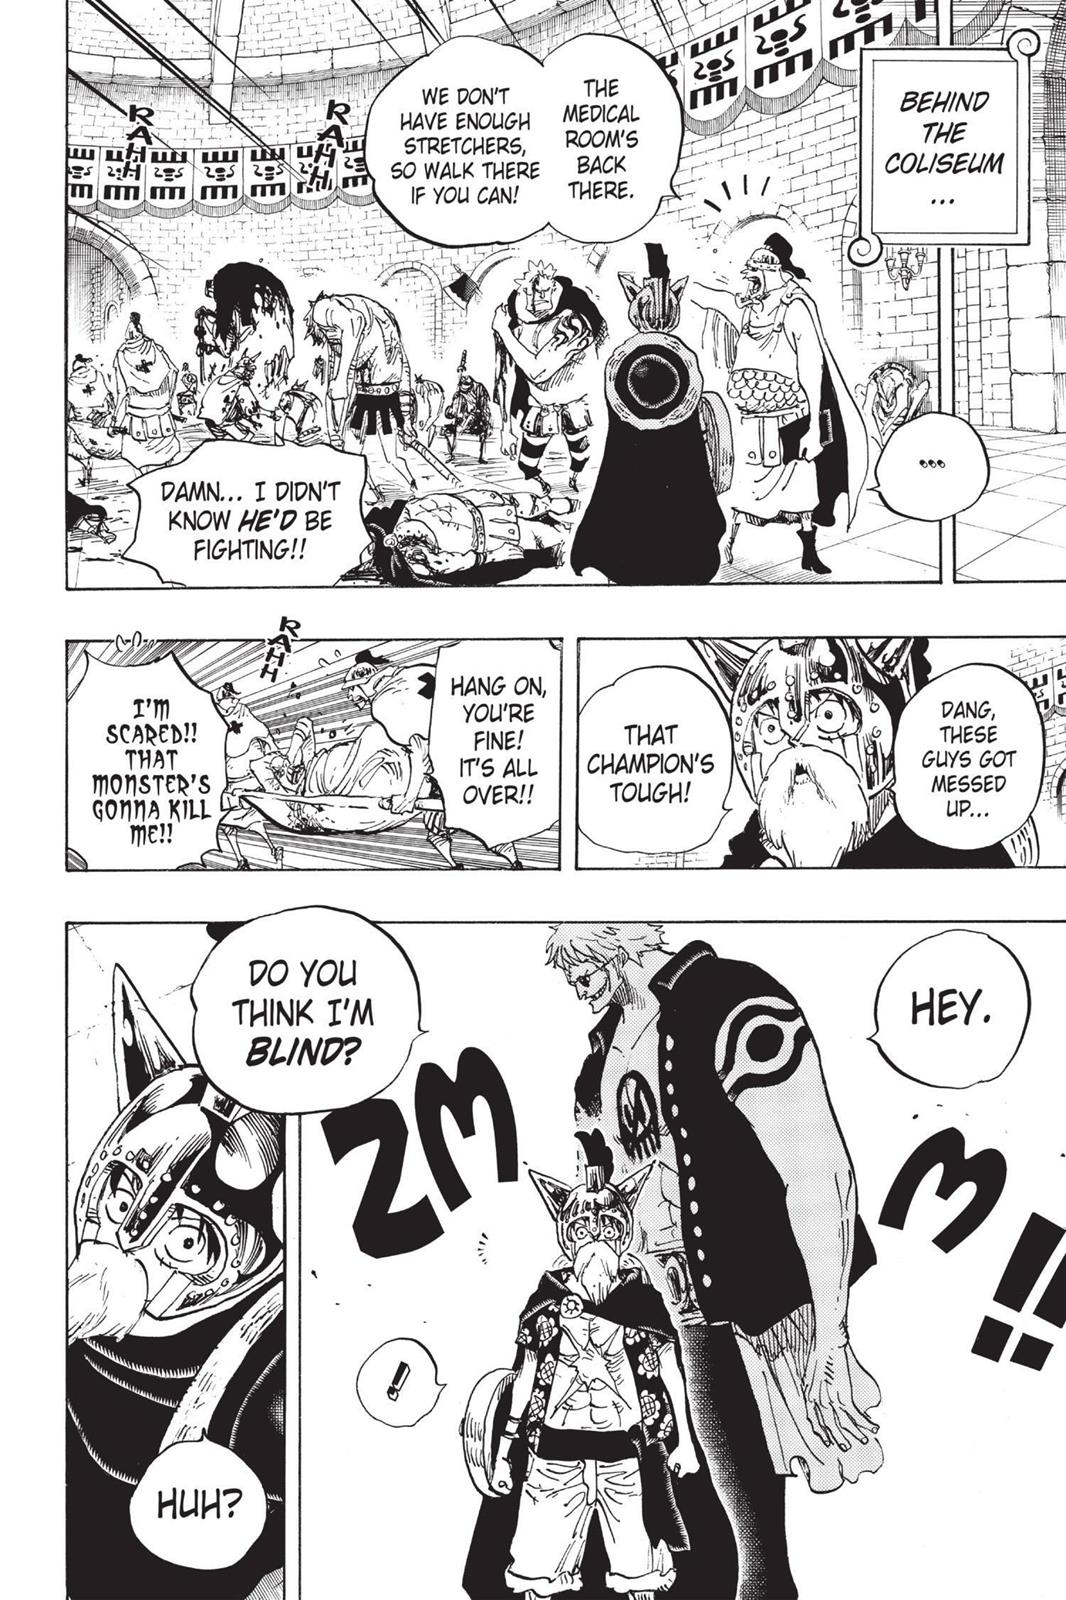 BEHIND
THE
COLISEUM
...
THE
MEDICAL
ROOM'S
BACK
THERE.
WE DON'T
HAVE ENOUGH
STRETCHERS,
SO WALK THERE
IF YOU CAN!
RAHH
RAHH
...
DAMN... I DIDN'T
KNOW HE'D BE
FIGHTING!!
DANG,
THESE
GUYS GOT
MESSED
UP...
THAT
CHAMPION'S
TOUGH!
RAHH
HANG ON,
YOU'RE
FINE!
IT'S ALL
OVER!!
I'M
SCARED!!
THAT
MONSTER'S
GONNA KILL
ME!!
HEY.
ZM
3!!
!
DO YOU
THINK I'M
BLIND?
HUH?